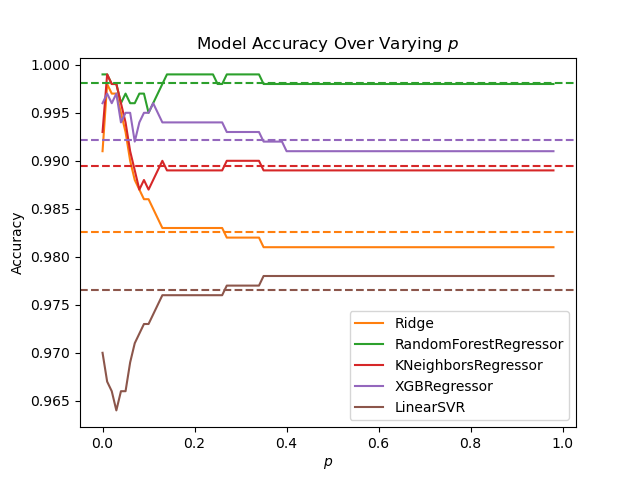 Model Accuracy Over Varying p
1.000
0.995
0.990
0.985
0.980
0.975
0.970
0.965
Accuracy
Ridge
RandomForestRegressor
KNeighborsRegressor
XGBRegressor
LinearSVR
0.0 0.2 0.4 0.6 0.8 1.0
p